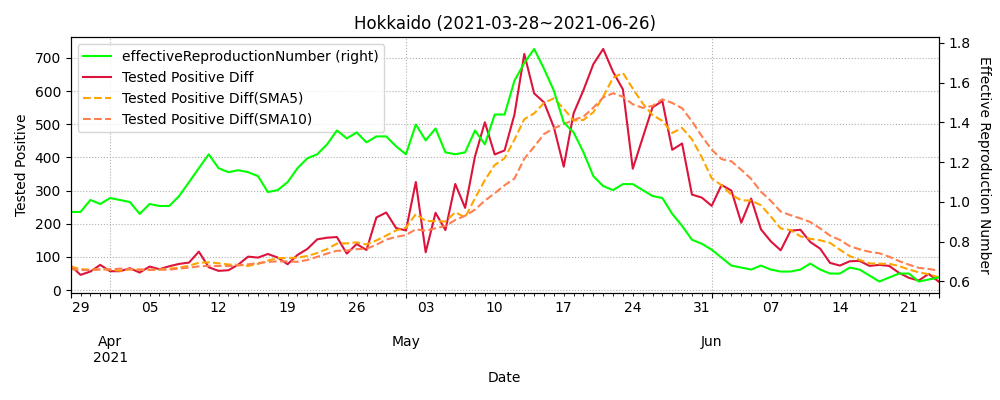 Hokkaido (2021-03-28~2021-06-26)
effectiveReproductionNumber (right)
Tested Positive Diff
Tested Positive Diff(SMA5)
Tested Positive Diff(SMA10)
Tested Positive
700
600
500
400
300
200
100
0
1.8
1.6
1.4
1.2
1.0
0.8
0.6
Effective Reproduction Number
29 05 12 19 26 03 10 17 24 31 07 14 21
Apr May Jun
2021
Date